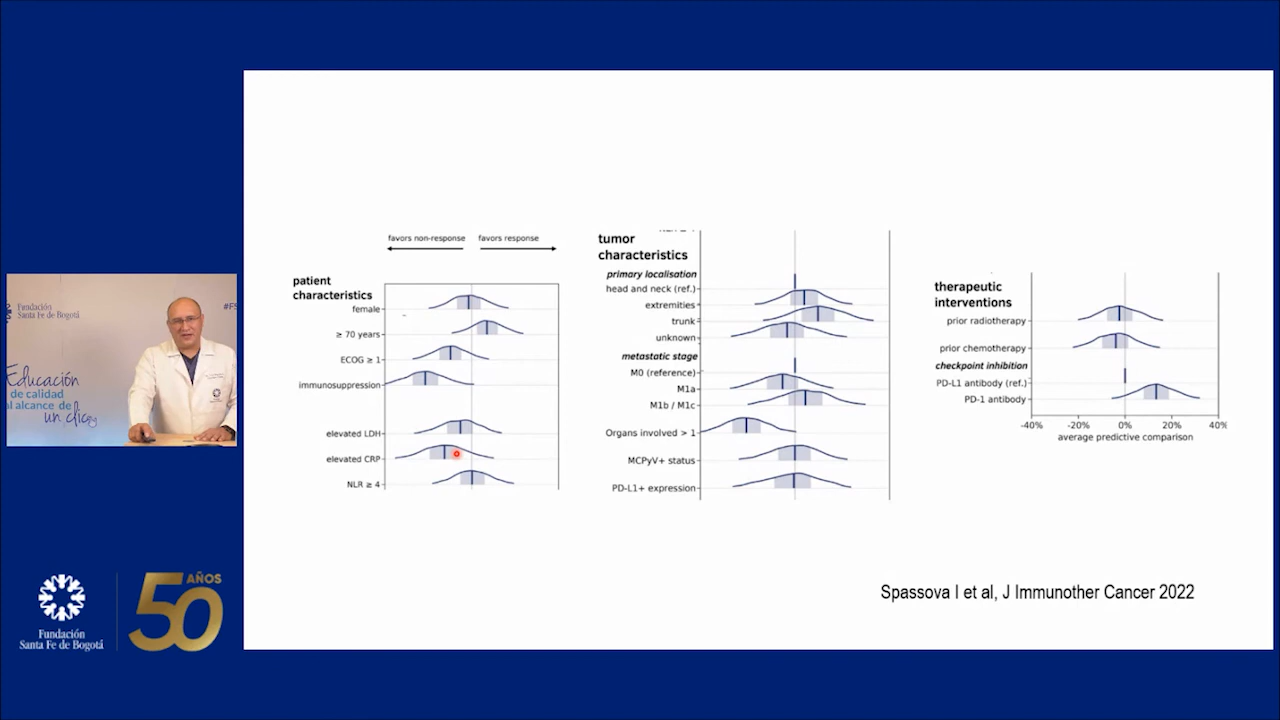 favors non-response
favors response
patient
characteristics
female
≥ 70 years
ECOG ≥ 1
immunosuppression
elevated LDH
elevated CRP
NLR ≥ 4
tumor
characteristics
primary localisation
head and neck (ref.)
extremities
trunk
unknown
metastatic stage
M0 (reference)
M1a
M1b / M1c
Organs involved > 1
MCPyV+ status
PD-L1+ expression
therapeutic
interventions
prior radiotherapy
prior chemotherapy
checkpoint inhibition
PD-L1 antibody (ref.)
PD-1 antibody
-40% -20% 0% 20% 40%
average predictive comparison
Spassova I et al, J Immunother Cancer 2022
Fundación
Santa Fe de Bogotá
Educación
de calidad
al alcance de
un clic
Fundación
Santa Fe de Bogotá
50 AÑOS